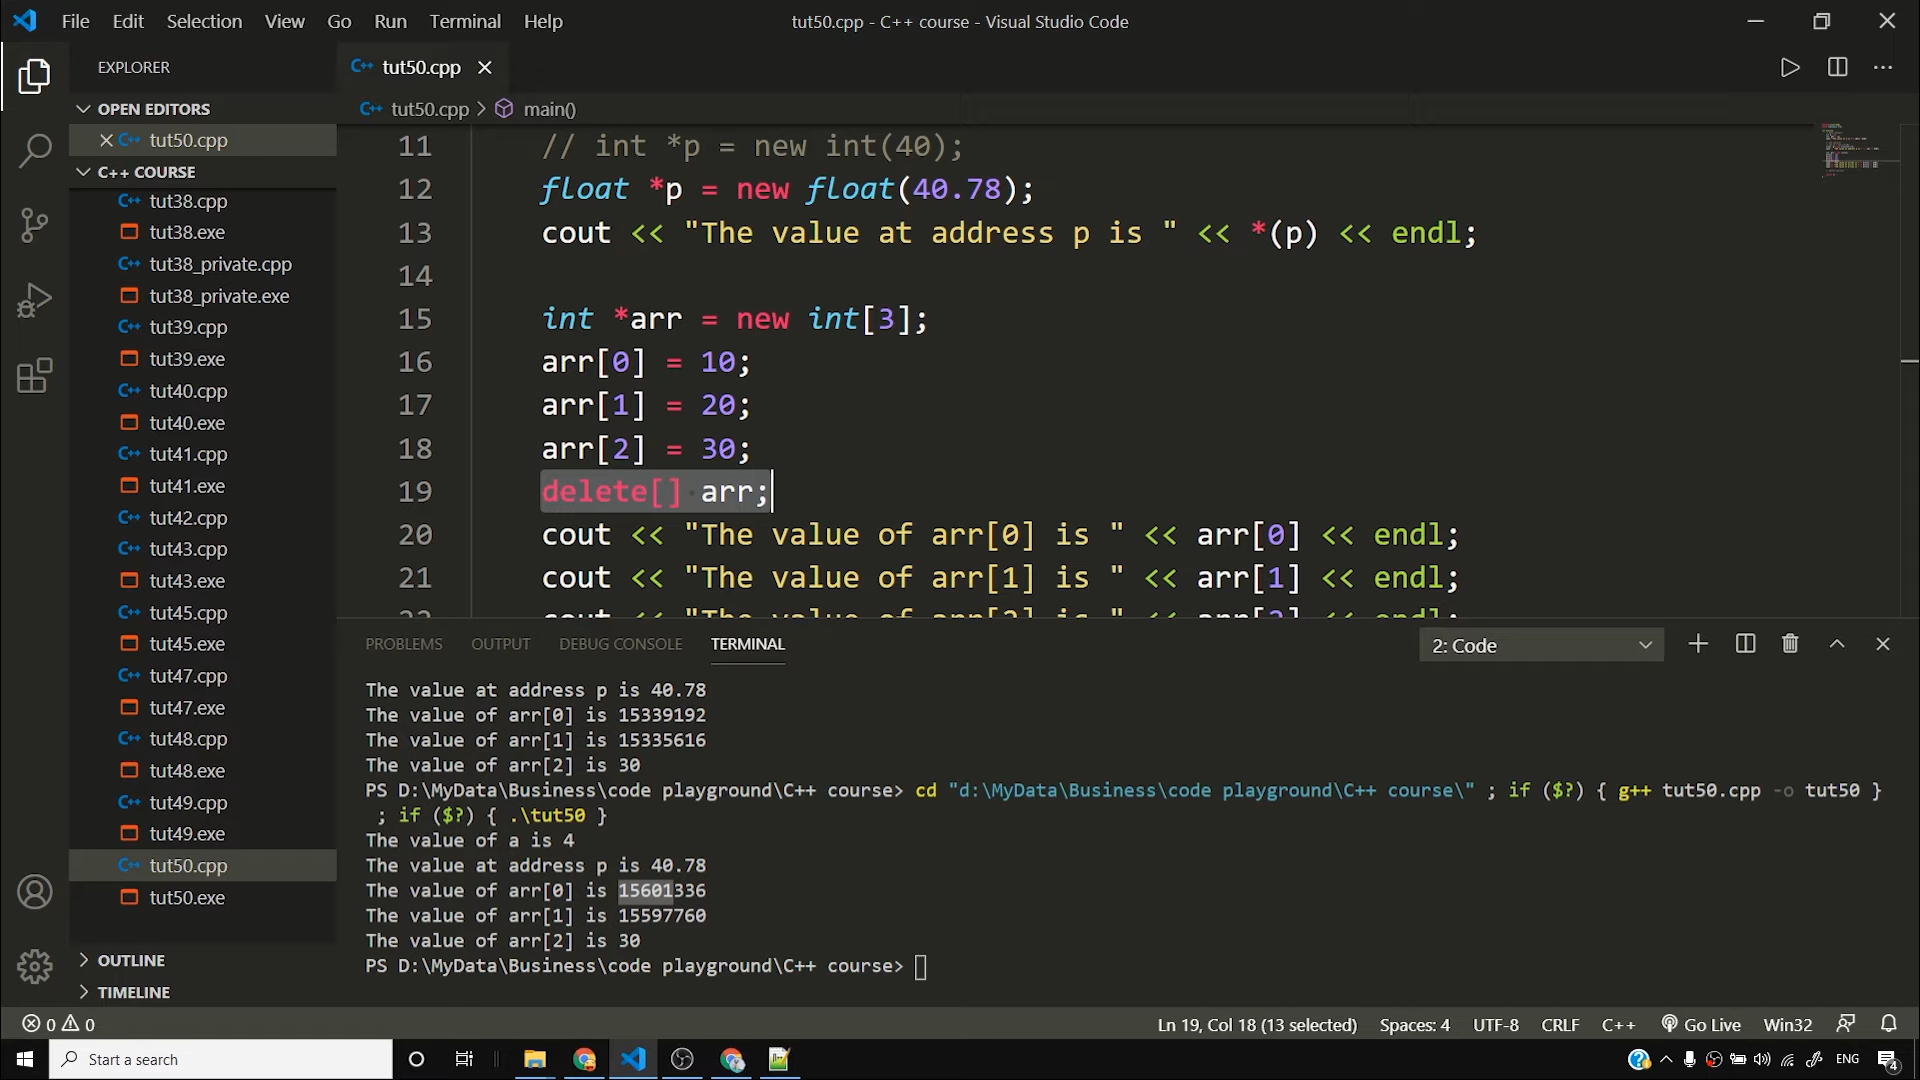 File Edit Selection View Go Run Terminal Help
tut50.cpp - C++ course - Visual Studio Code
EXPLORER
OPEN EDITORS
tut50.cpp
C++ COURSE
tut38.cpp
tut38.exe
tut38_private.cpp
tut38_private.exe
tut39.cpp
tut39.exe
tut40.cpp
tut40.exe
tut41.cpp
tut41.exe
tut42.cpp
tut43.cpp
tut43.exe
tut45.cpp
tut45.exe
tut47.cpp
tut47.exe
tut48.cpp
tut48.exe
tut49.cpp
tut49.exe
tut50.cpp
tut50.exe
OUTLINE
TIMELINE
tut50.cpp
tut50.cpp > main()
11 // int *p = new int(40);
12 float *p = new float(40.78);
13 cout << "The value at address p is " << *(p) << endl;
14
15 int *arr = new int[3];
16 arr[0] = 10;
17 arr[1] = 20;
18 arr[2] = 30;
19 delete[] arr;
20 cout << "The value of arr[0] is " << arr[0] << endl;
21 cout << "The value of arr[1] is " << arr[1] << endl;
22 cout << "The value of arr[2] is " << arr[2] << endl;
PROBLEMS OUTPUT DEBUG CONSOLE TERMINAL
2: Code
The value at address p is 40.78
The value of arr[0] is 15339192
The value of arr[1] is 15335616
The value of arr[2] is 30
PS D:\MyData\Business\code playground\C++ course> cd "d:\MyData\Business\code playground\C++ course\" ; if ($?) { g++ tut50.cpp -o tut50 }
; if ($?) { .\tut50 }
The value of a is 4
The value at address p is 40.78
The value of arr[0] is 15601336
The value of arr[1] is 15597760
The value of arr[2] is 30
PS D:\MyData\Business\code playground\C++ course>
0 0
Ln 19, Col 18 (13 selected) Spaces: 4 UTF-8 CRLF C++ Go Live Win32
Start a search
ENG
4